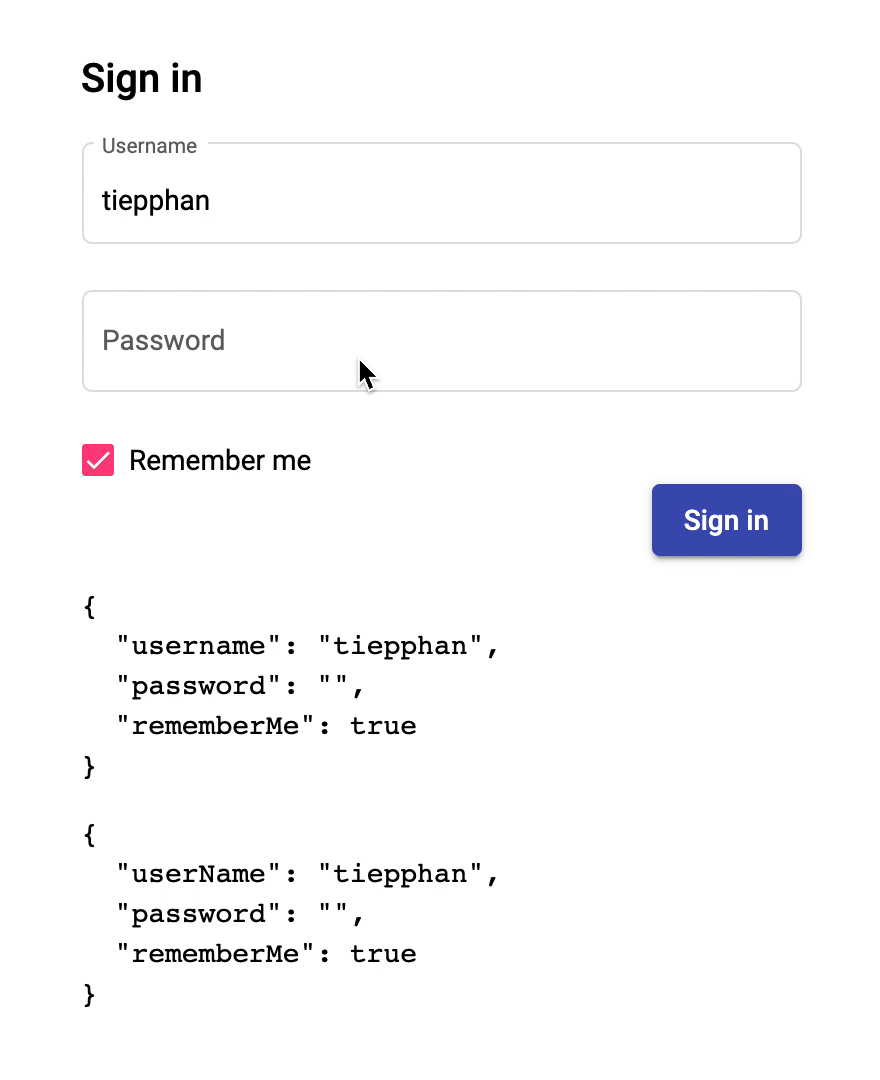 Sign in
Username
tiepphan
Password
Remember me
Sign in
{
  "username": "tiepphan",
  "password": "",
  "rememberMe": true
}
{
  "userName": "tiepphan",
  "password": "",
  "rememberMe": true
}